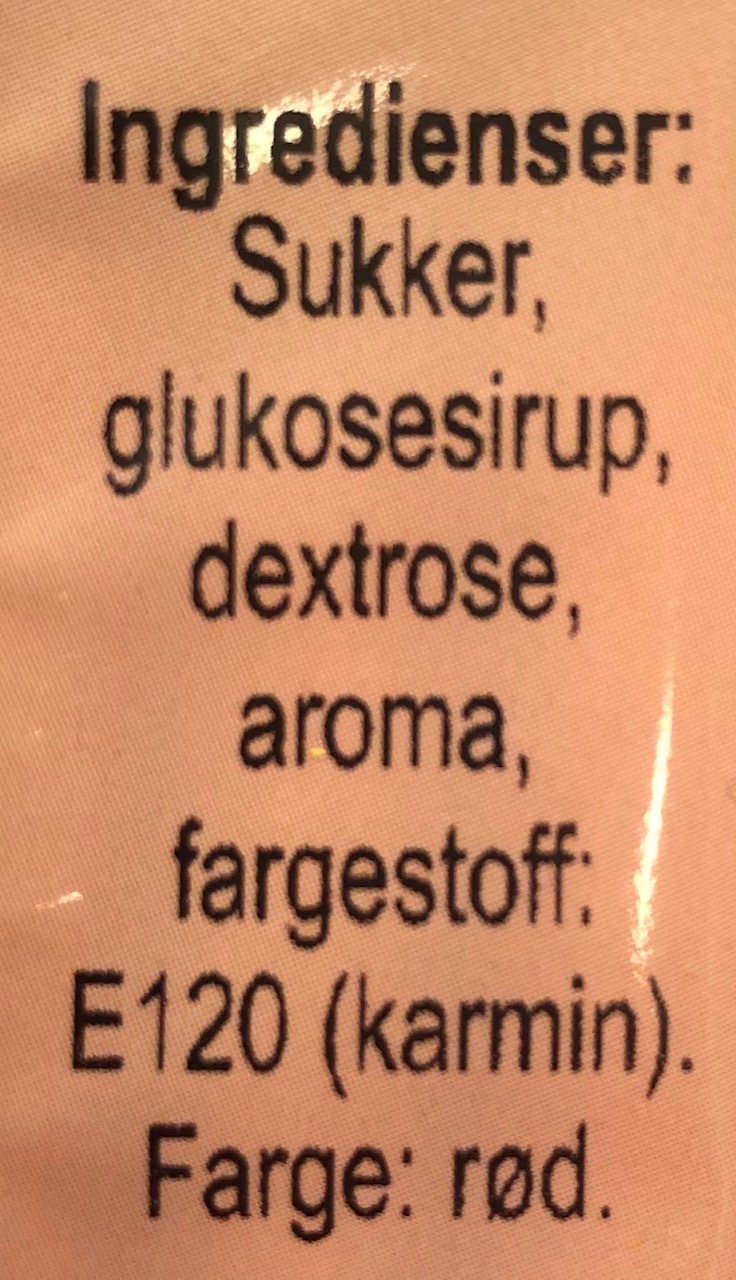 Ingredienser:
Sukker,
glukosesirup,
dextrose,
aroma,
fargestoff:
E120 (karmin).
Farge: rød.